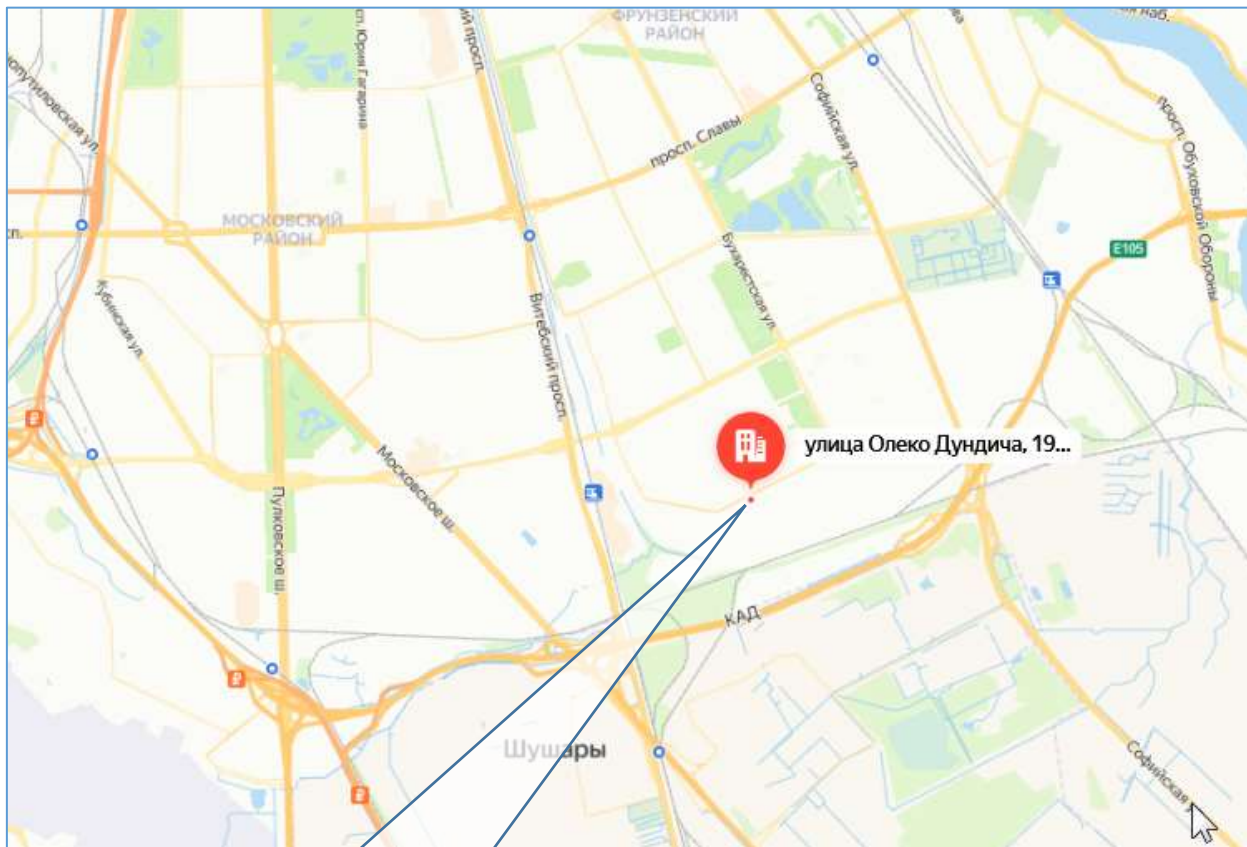 ФРУНЗЕНСКИЙ
РАЙОН
просп. Юрия Гагарина
просп. Славы
Софийская ул.
просп. Обуховской Обороны
МОСКОВСКИЙ
РАЙОН
Кубинская ул.
Витебский просп.
Бухарестская ул.
E105
улица Олеко Дундича, 19...
Московское ш.
Пулковское ш.
КАД
Шушары
Софийская у